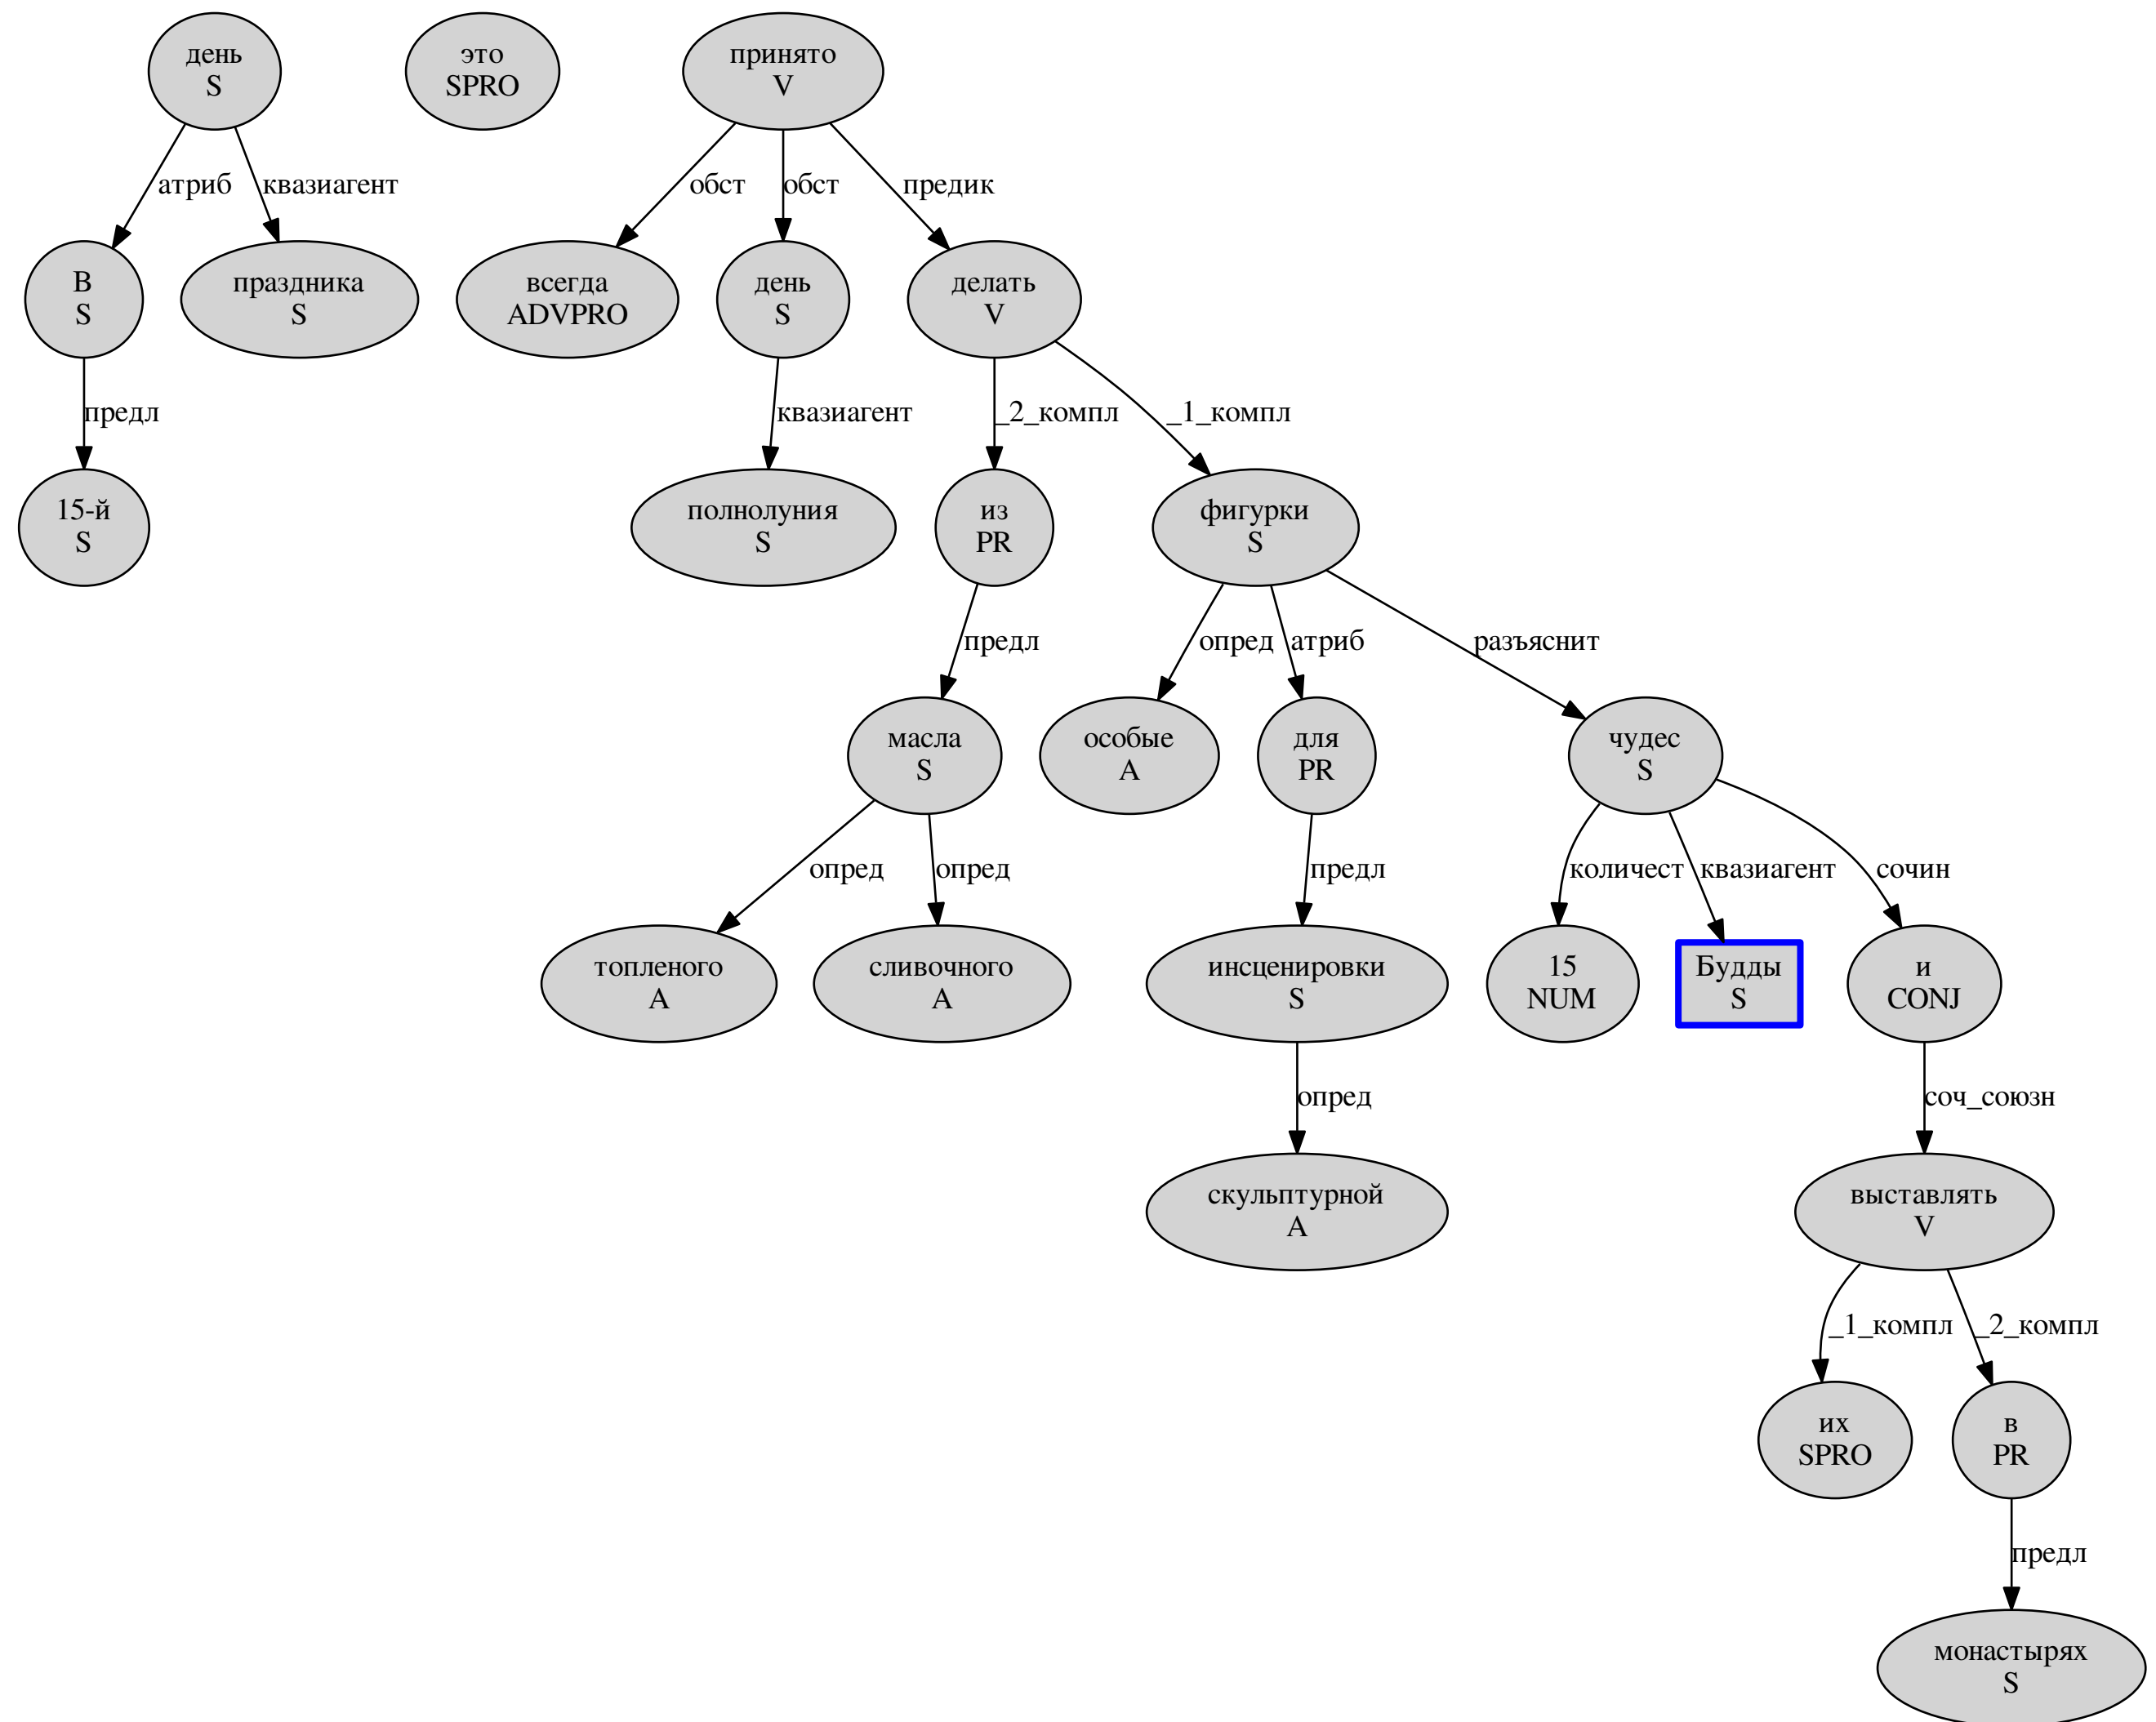 день
S
это
SPRO
принято
V
атриб
квазиагент
обст
обст
предик
В
S
праздника
S
всегда
ADVPRO
день
S
делать
V
предл
квазиагент
_2_компл
_1_компл
15-й
S
полнолуния
S
из
PR
фигурки
S
предл
опред
атриб
разъяснит
масла
S
особые
A
для
PR
чудес
S
опред
опред
предл
количест
квазиагент
сочин
топленого
A
сливочного
A
инсценировки
S
15
NUM
Будды
S
и
CONJ
опред
соч_союзн
скульптурной
A
выставлять
V
_1_компл
_2_компл
их
SPRO
в
PR
предл
монастырях
S